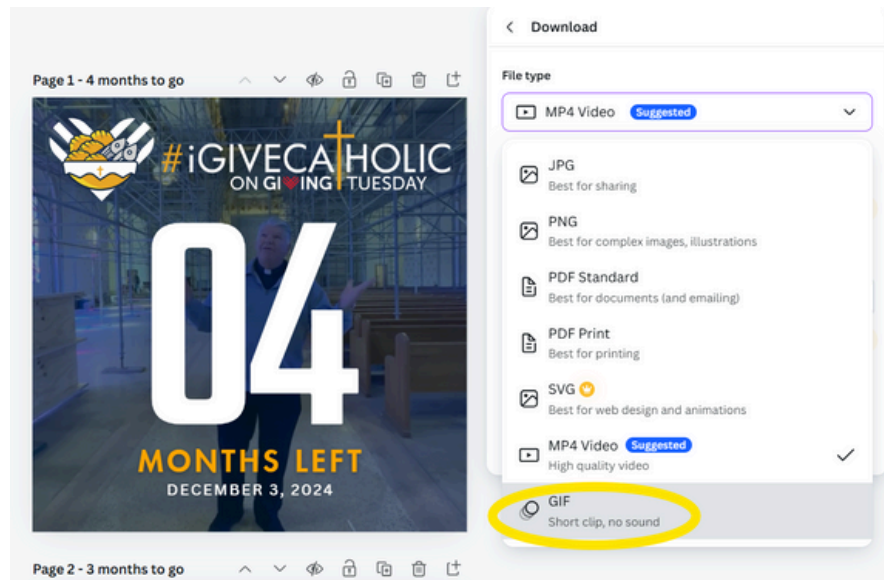 Page 1 - 4 months to go
#iGIVECATHOLIC
ON GIVING TUESDAY
04
MONTHS LEFT
DECEMBER 3, 2024
Page 2 - 3 months to go
Download
File type
MP4 Video Suggested
JPG
Best for sharing
PNG
Best for complex images, illustrations
PDF Standard
Best for documents (and emailing)
PDF Print
Best for printing
SVG
Best for web design and animations
MP4 Video Suggested
High quality video
GIF
Short clip, no sound